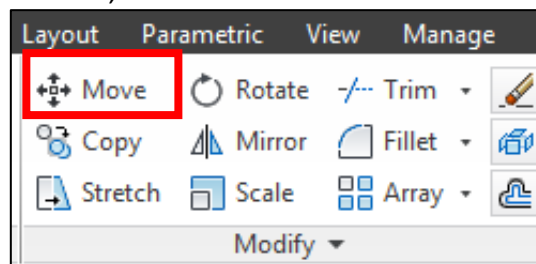 Layout Parametric View Manage
Move Rotate Trim
Copy Mirror Fillet
Stretch Scale Array
Modify